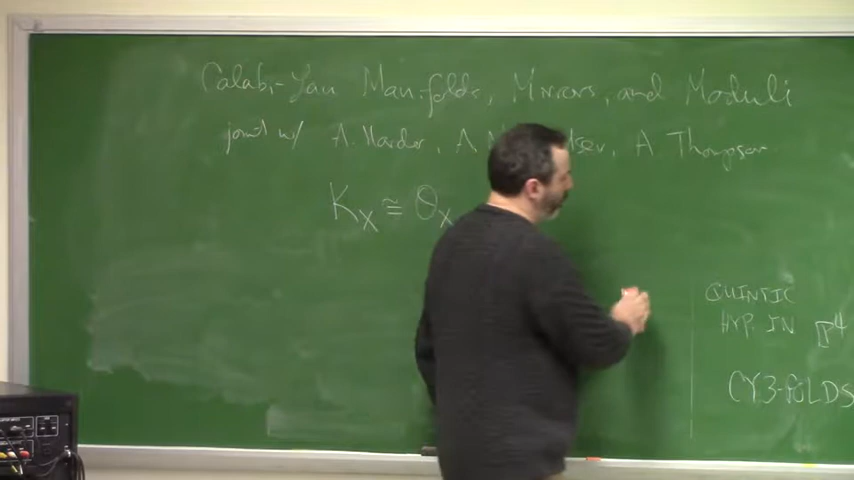 Calabi-Yau Manifolds, Mirrors, and Moduli
joint w/ A. Harder, A. A Thompson
K_X ≅ O_X
QUINTIC
HYP. IN P^4
CY3-FOLDS